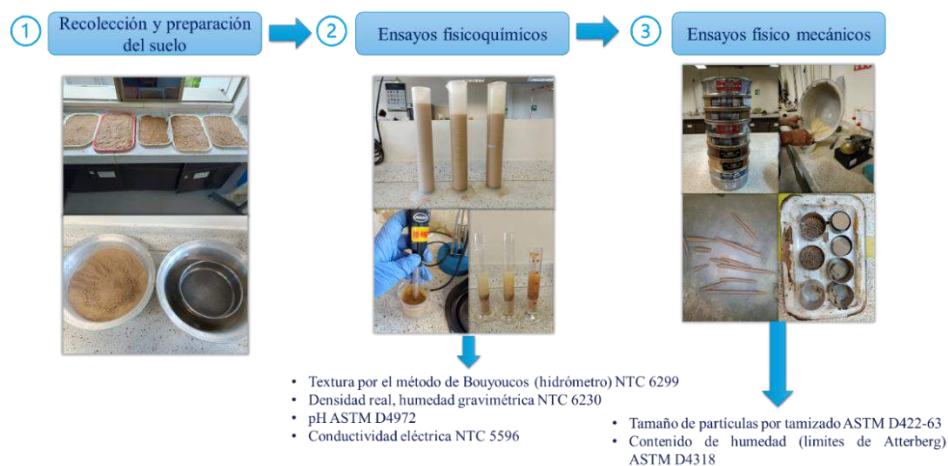 1
Recolección y preparación
del suelo
2
Ensayos fisicoquímicos
3
Ensayos físico mecánicos
• Textura por el método de Bouyoucos (hidrómetro) NTC 6299
• Densidad real, humedad gravimétrica NTC 6230
• pH ASTM D4972
• Conductividad eléctrica NTC 5596
• Tamaño de partículas por tamizado ASTM D422-63
• Contenido de humedad (limites de Atterberg)
ASTM D4318